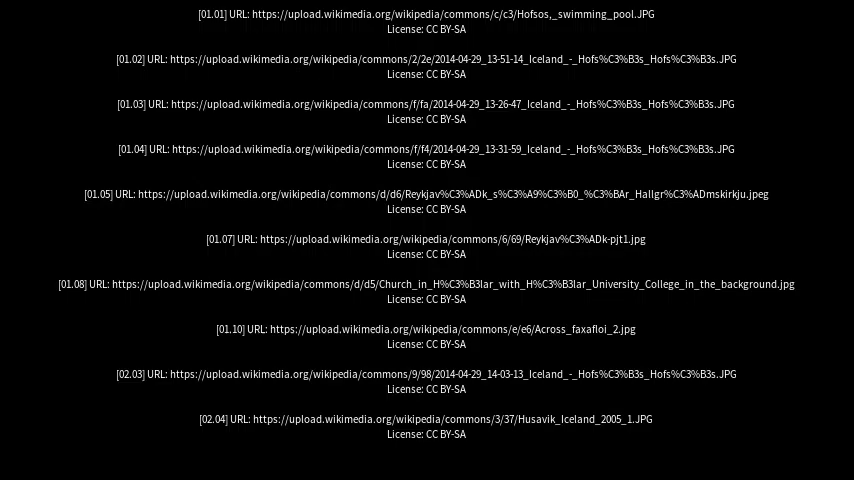 [01.01] URL: https://upload.wikimedia.org/wikipedia/commons/c/c3/Hofsos,_swimming_pool.JPG
License: CC BY-SA
[01.02] URL: https://upload.wikimedia.org/wikipedia/commons/2/2e/2014-04-29_13-51-14_Iceland_-_Hofs%C3%B3s_Hofs%C3%B3s.JPG
License: CC BY-SA
[01.03] URL: https://upload.wikimedia.org/wikipedia/commons/f/fa/2014-04-29_13-26-47_Iceland_-_Hofs%C3%B3s_Hofs%C3%B3s.JPG
License: CC BY-SA
[01.04] URL: https://upload.wikimedia.org/wikipedia/commons/f/f4/2014-04-29_13-31-59_Iceland_-_Hofs%C3%B3s_Hofs%C3%B3s.JPG
License: CC BY-SA
[01.05] URL: https://upload.wikimedia.org/wikipedia/commons/d/d6/Reykjav%C3%ADk_s%C3%A9%C3%B0_%C3%BAr_Hallgr%C3%ADmskirkju.jpeg
License: CC BY-SA
[01.07] URL: https://upload.wikimedia.org/wikipedia/commons/6/69/Reykjav%C3%ADk-pjt1.jpg
License: CC BY-SA
[01.08] URL: https://upload.wikimedia.org/wikipedia/commons/d/d5/Church_in_H%C3%B3lar_with_H%C3%B3lar_University_College_in_the_background.jpg
License: CC BY-SA
[01.10] URL: https://upload.wikimedia.org/wikipedia/commons/e/e6/Across_faxafloi_2.jpg
License: CC BY-SA
[02.03] URL: https://upload.wikimedia.org/wikipedia/commons/9/98/2014-04-29_14-03-13_Iceland_-_Hofs%C3%B3s_Hofs%C3%B3s.JPG
License: CC BY-SA
[02.04] URL: https://upload.wikimedia.org/wikipedia/commons/3/37/Husavik_Iceland_2005_1.JPG
License: CC BY-SA